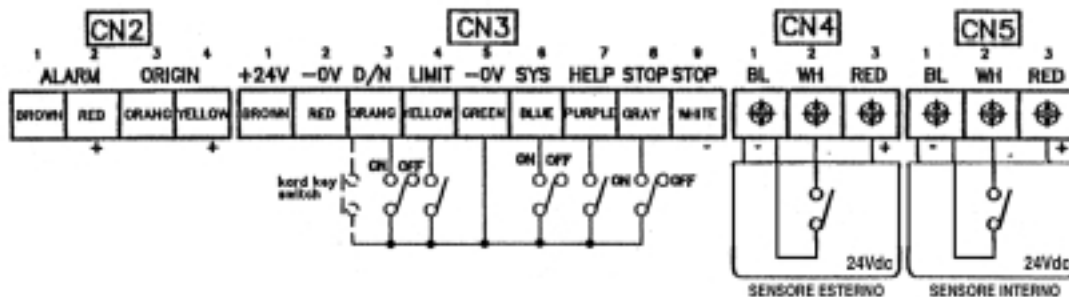 CN2 CN3 CN4 CN5
1 2 3 4 1 2 3 4 5 6 7 8 9 1 2 3 1 2 3
ALARM ORIGIN +24V -0V D/N LIMIT -0V SYS HELP STOP STOP BL WH RED BL WH RED
BROWN RED ORANG YELLOW BROWN RED ORANG YELLOW GREEN BLUE PURPLE GRAY WHITE
+ + - - + - +
ON OFF ON OFF
kord key ON OFF
switch
24Vdc 24Vdc
SENSORE ESTERNO SENSORE INTERNO